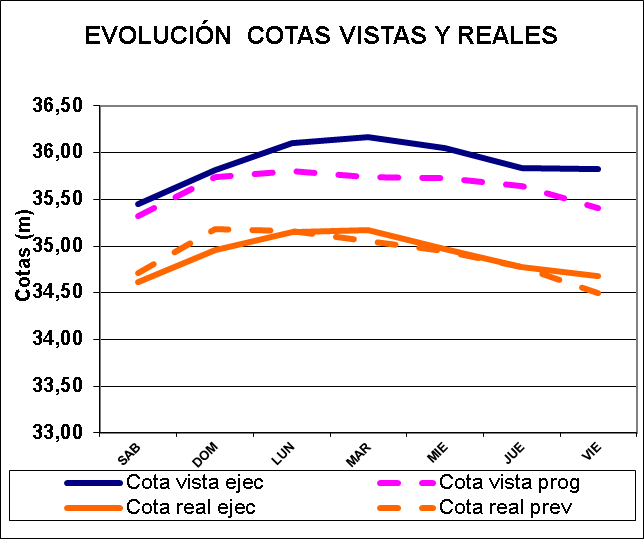 EVOLUCIÓN  COTAS VISTAS Y REALES
Cotas (m)
36,50
36,00
35,50
35,00
34,50
34,00
33,50
33,00
SAB DOM LUN MAR MIE JUE VIE
Cota vista ejec Cota vista prog
Cota real ejec Cota real prev